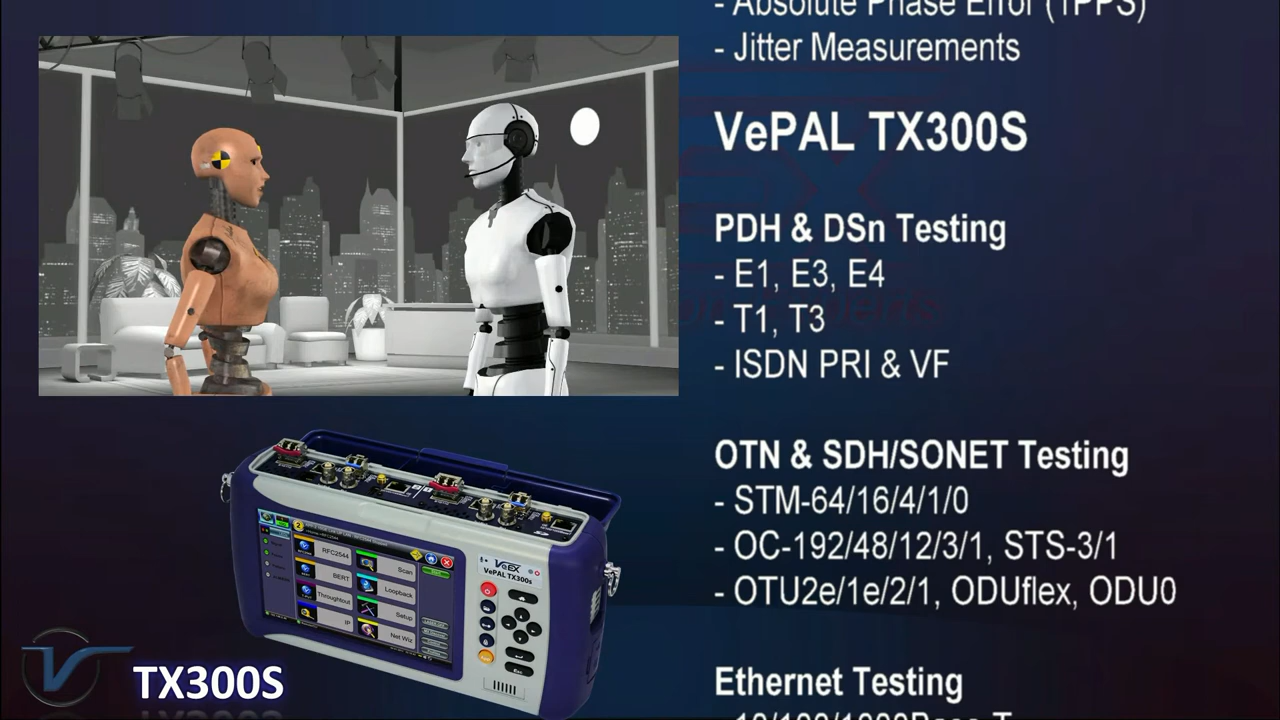 - Absolute Phase Error (1PPS)
- Jitter Measurements
VePAL TX300S
PDH & DSn Testing
- E1, E3, E4
- T1, T3
- ISDN PRI & VF
OTN & SDH/SONET Testing
- STM-64/16/4/1/0
- OC-192/48/12/3/1, STS-3/1
- OTU2e/1e/2/1, ODUflex, ODU0
Ethernet Testing
- 10/100/1000Base-T
VeEX
VePAL TX300s
RFC2544
Scan
BERT
Loopback
Throughput
Setup
IP
Net Wiz
TX300S